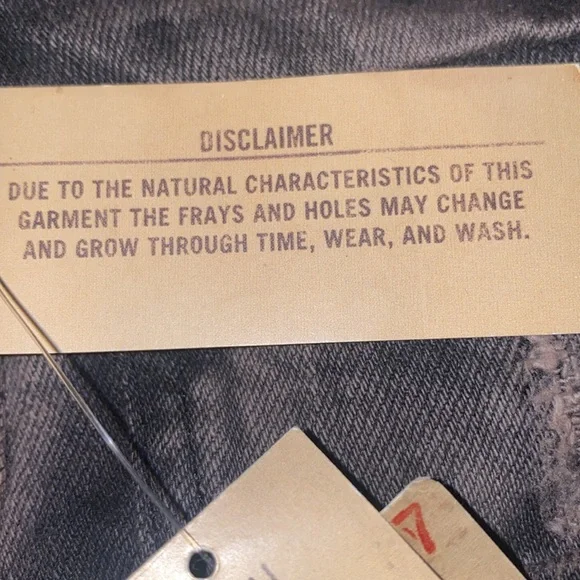 DISCLAIMER
DUE TO THE NATURAL CHARACTERISTICS OF THIS
GARMENT THE FRAYS AND HOLES MAY CHANGE
AND GROW THROUGH TIME, WEAR, AND WASH.